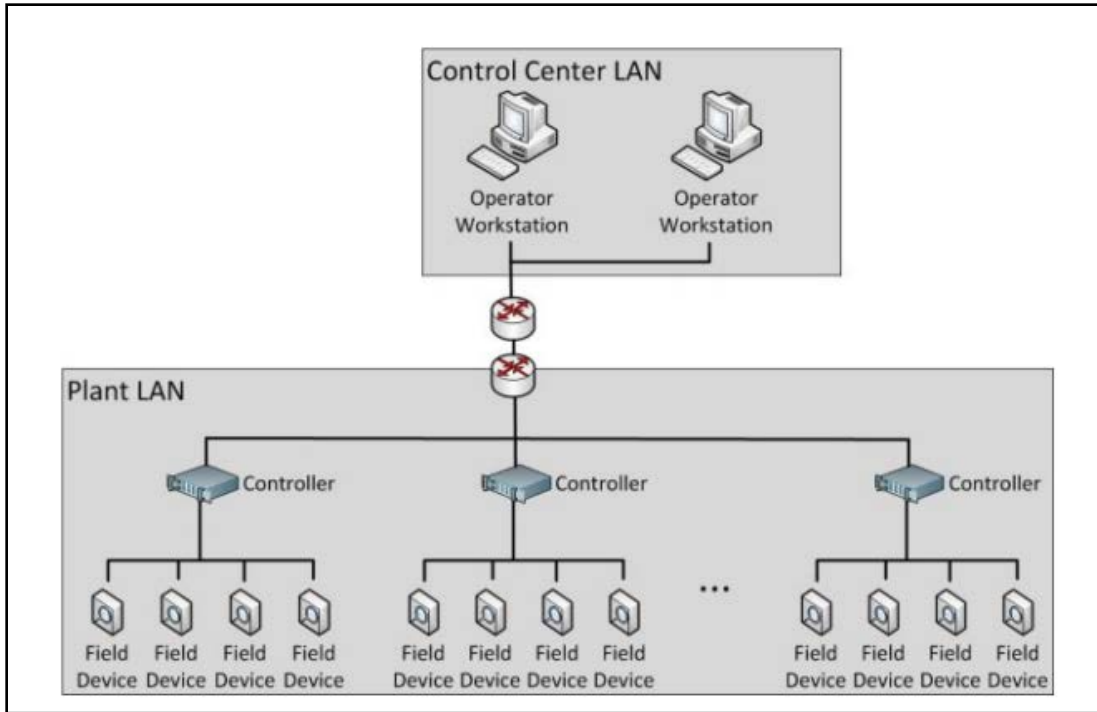 Control Center LAN
Operator Workstation
Operator Workstation
Plant LAN
Controller
Controller
Controller
...
Field Device
Field Device
Field Device
Field Device
Field Device
Field Device
Field Device
Field Device
Field Device
Field Device
Field Device
Field Device